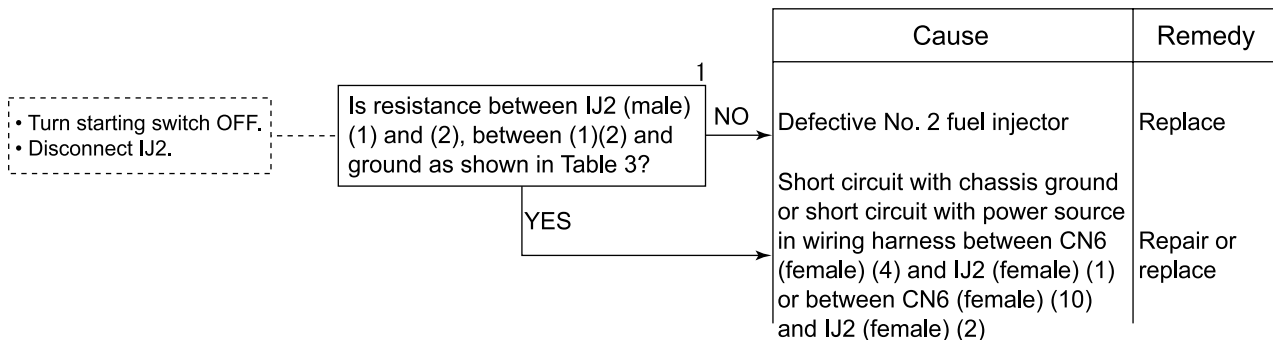 • Turn starting switch OFF.
• Disconnect IJ2.
1
Is resistance between IJ2 (male)
(1) and (2), between (1)(2) and
ground as shown in Table 3?
NO
YES
Cause
Remedy
Defective No. 2 fuel injector
Replace
Short circuit with chassis ground
or short circuit with power source
in wiring harness between CN6
(female) (4) and IJ2 (female) (1)
or between CN6 (female) (10)
and IJ2 (female) (2)
Repair or
replace